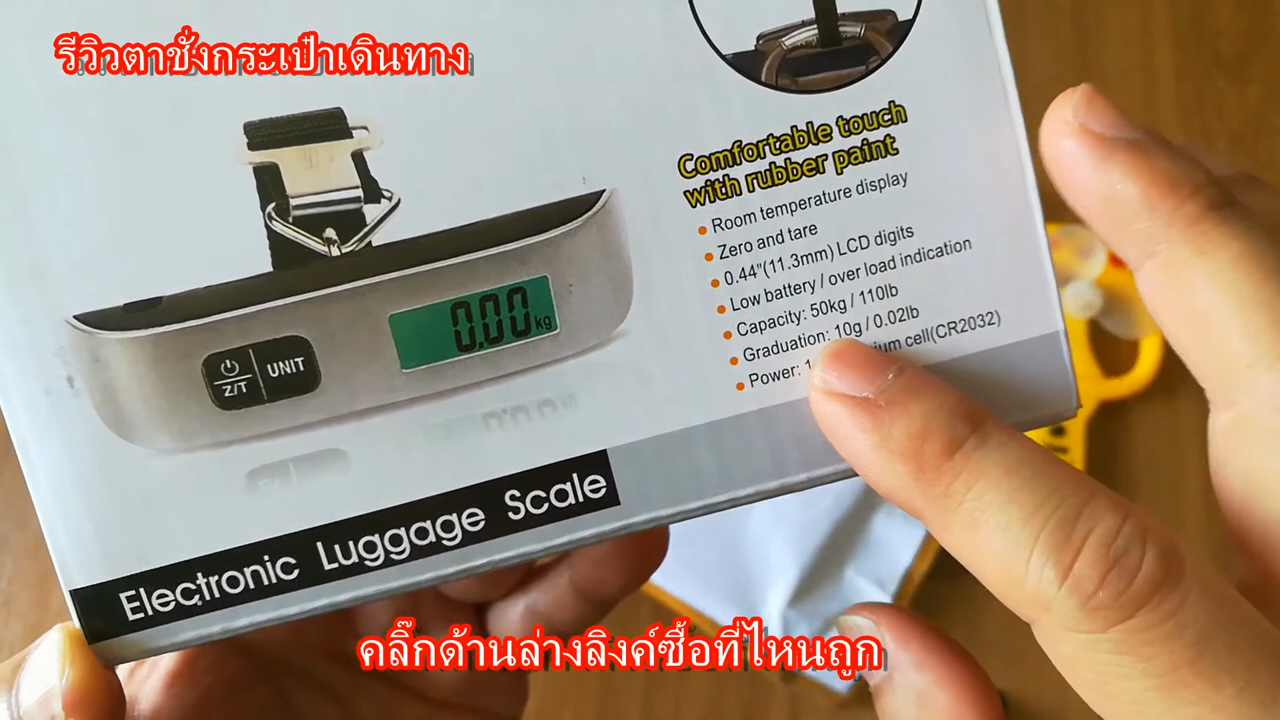 รีวิวตาชั่งกระเป๋าเดินทาง
Comfortable touch
with rubber paint
• Room temperature display
• Zero and tare
• 0.44"(11.3mm) LCD digits
• Low battery / over load indication
• Capacity: 50kg / 110lb
• Graduation: 10g / 0.02lb
• Power: cell(CR2032)
0.00kg
Z/T
UNIT
Electronic Luggage Scale
คลิ๊กด้านล่างลิงค์ซื้อที่ไหนถูก